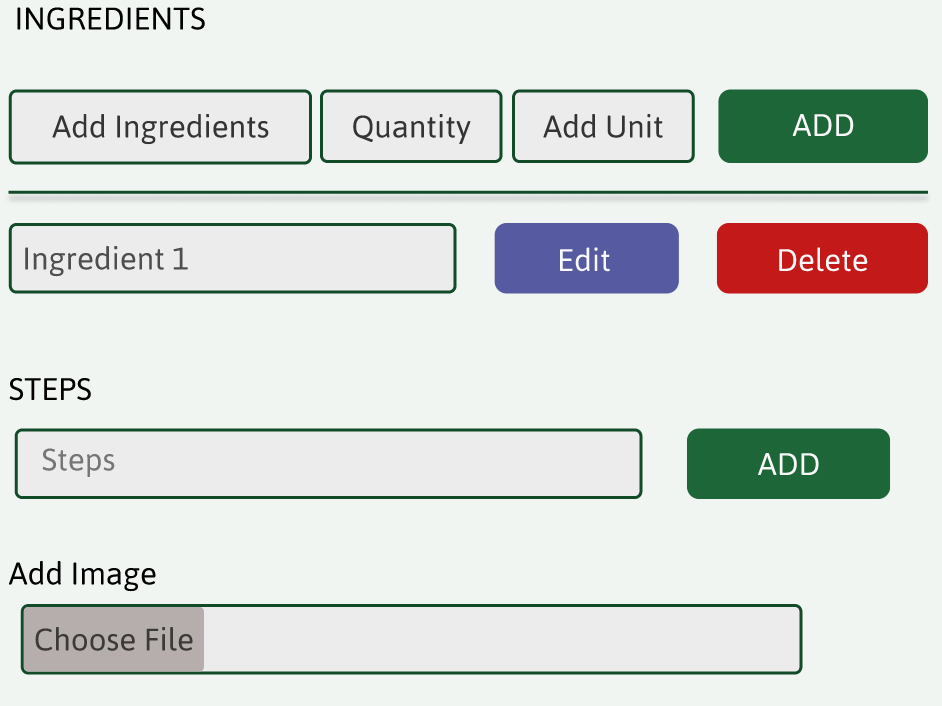 INGREDIENTS
Add Ingredients Quantity Add Unit ADD
Ingredient 1 Edit Delete
STEPS
Steps ADD
Add Image
Choose File